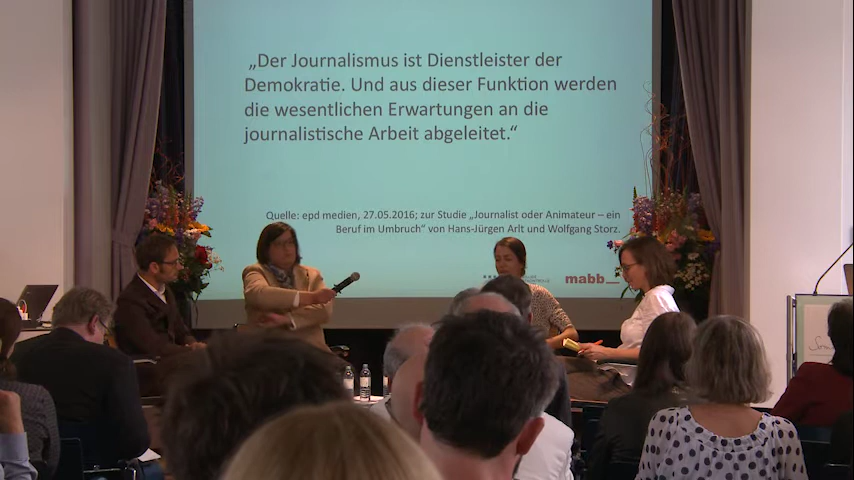 „Der Journalismus ist Dienstleister der
Demokratie. Und aus dieser Funktion werden
die wesentlichen Erwartungen an die
journalistische Arbeit abgeleitet.“
Quelle: epd medien, 27.05.2016; zur Studie „Journalist oder Animateur – ein
Beruf im Umbruch“ von Hans-Jürgen Arlt und Wolfgang Storz.
mabb